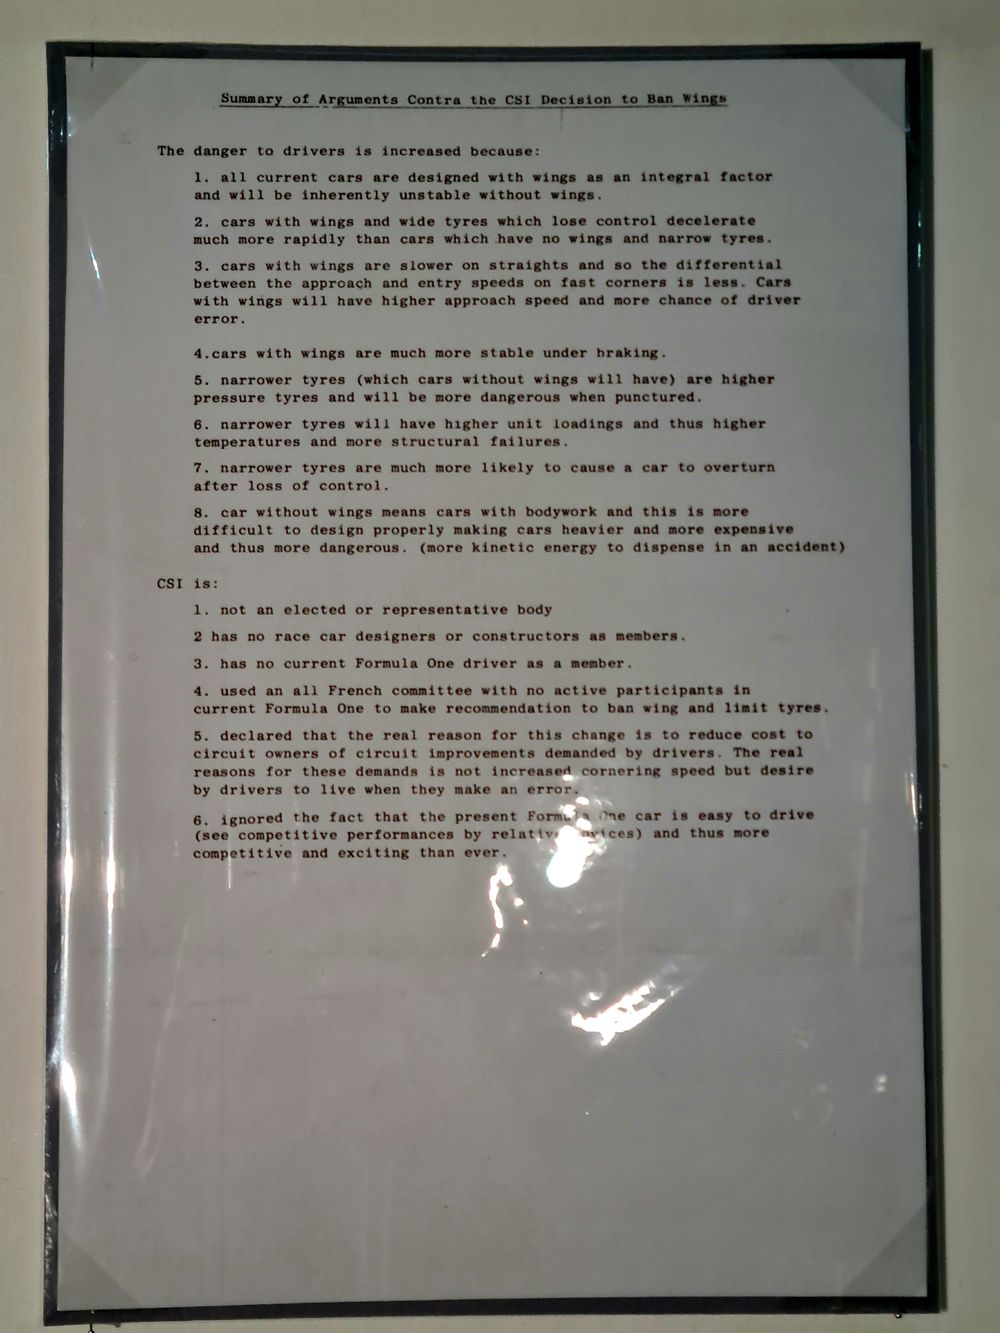 Summary of Arguments Contra the CSI Decision to Ban Wings
The danger to drivers is increased because:
1. all current cars are designed with wings as an integral factor
and will be inherently unstable without wings.
2. cars with wings and wide tyres which lose control decelerate
much more rapidly than cars which have no wings and narrow tyres.
3. cars with wings are slower on straights and so the differential
between the approach and entry speeds on fast corners is less. Cars
with wings will have higher approach speed and more chance of driver
error.
4.cars with wings are much more stable under braking.
5. narrower tyres (which cars without wings will have) are higher
pressure tyres and will be more dangerous when punctured.
6. narrower tyres will have higher unit loadings and thus higher
temperatures and more structural failures.
7. narrower tyres are much more likely to cause a car to overturn
after loss of control.
8. car without wings means cars with bodywork and this is more
difficult to design properly making cars heavier and more expensive
and thus more dangerous. (more kinetic energy to dispense in an accident)
CSI is:
1. not an elected or representative body
2 has no race car designers or constructors as members.
3. has no current Formula One driver as a member.
4. used an all French committee with no active participants in
current Formula One to make recommendation to ban wing and limit tyres.
5. declared that the real reason for this change is to reduce cost to
circuit owners of circuit improvements demanded by drivers. The real
reasons for these demands is not increased cornering speed but desire
by drivers to live when they make an error.
6. ignored the fact that the present Formula One car is easy to drive
(see competitive performances by and thus more
competitive and exciting than ever.